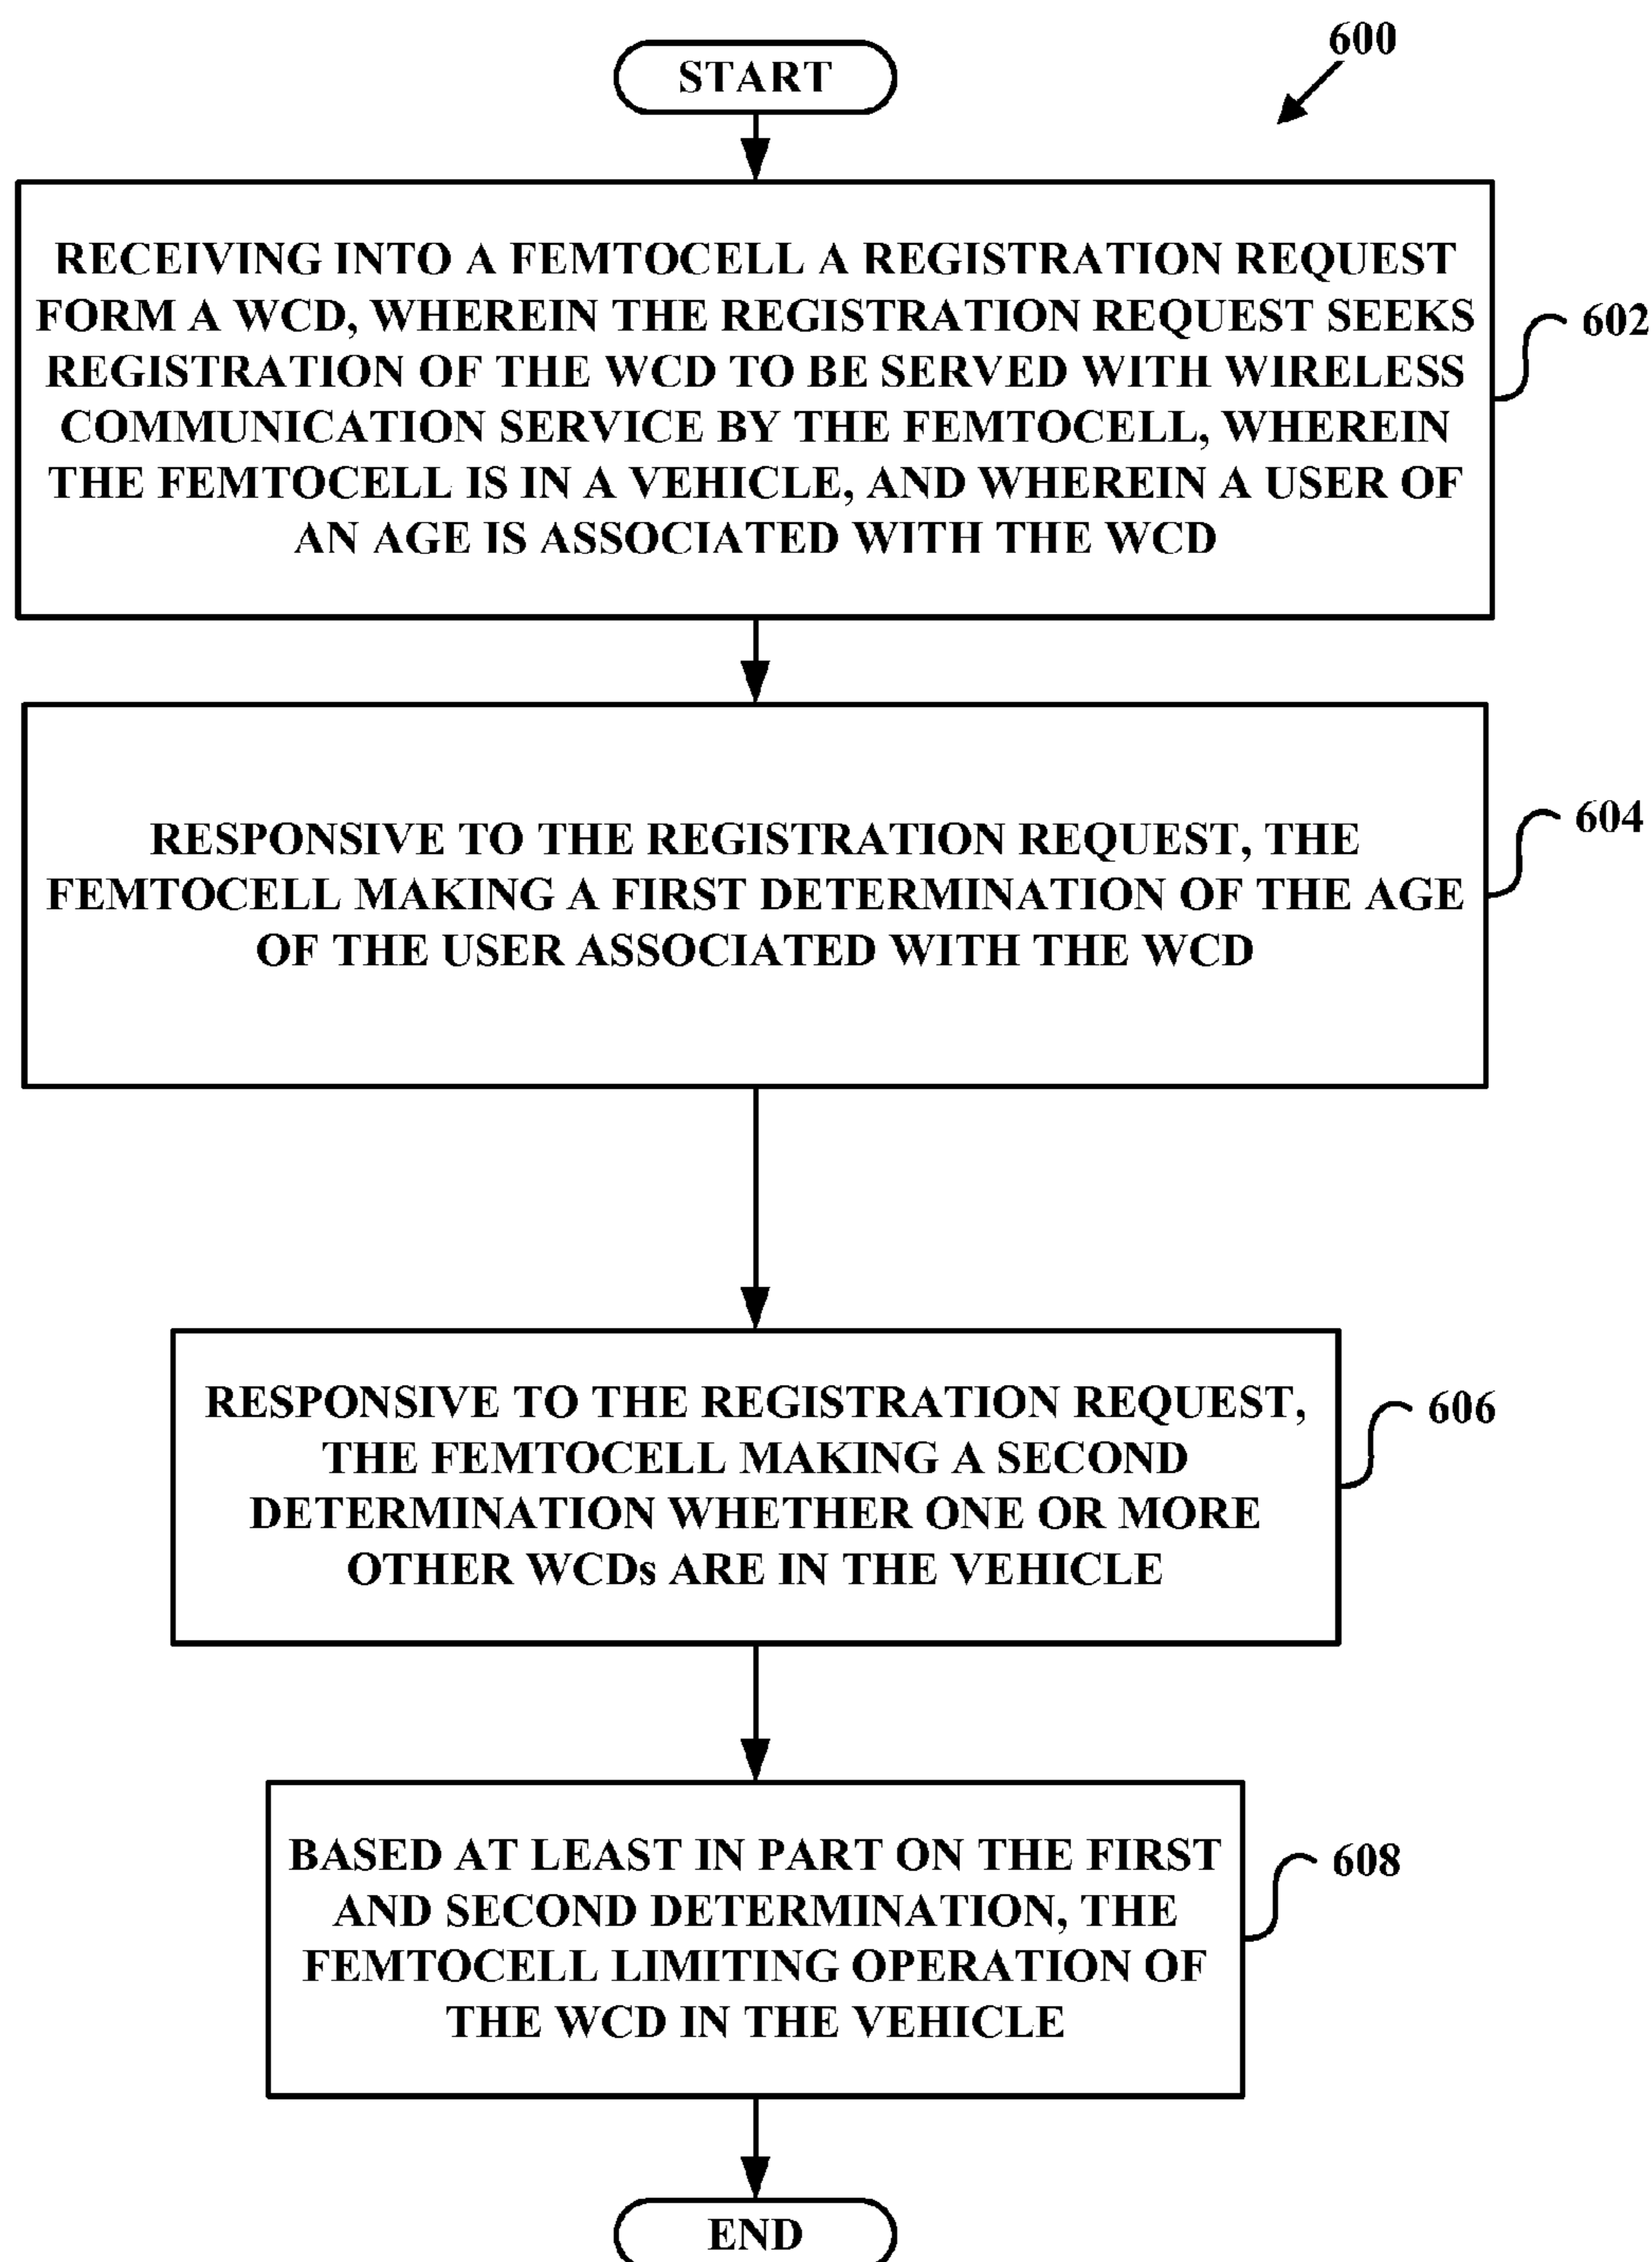 600
START
RECEIVING INTO A FEMTOCELL A REGISTRATION REQUEST
FORM A WCD, WHEREIN THE REGISTRATION REQUEST SEEKS
REGISTRATION OF THE WCD TO BE SERVED WITH WIRELESS
COMMUNICATION SERVICE BY THE FEMTOCELL, WHEREIN
THE FEMTOCELL IS IN A VEHICLE, AND WHEREIN A USER OF
AN AGE IS ASSOCIATED WITH THE WCD
602
RESPONSIVE TO THE REGISTRATION REQUEST, THE
FEMTOCELL MAKING A FIRST DETERMINATION OF THE AGE
OF THE USER ASSOCIATED WITH THE WCD
604
RESPONSIVE TO THE REGISTRATION REQUEST,
THE FEMTOCELL MAKING A SECOND
DETERMINATION WHETHER ONE OR MORE
OTHER WCDs ARE IN THE VEHICLE
606
BASED AT LEAST IN PART ON THE FIRST
AND SECOND DETERMINATION, THE
FEMTOCELL LIMITING OPERATION OF
THE WCD IN THE VEHICLE
608
END